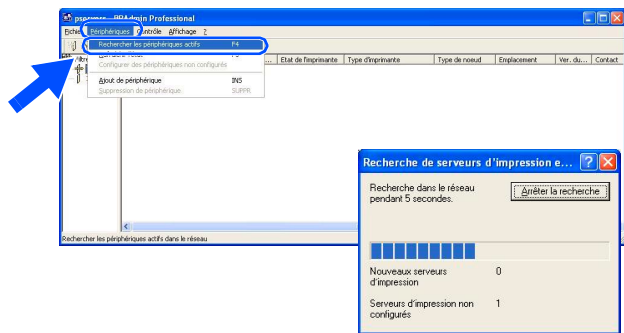 BRAdmin Professional
Périphériques Contrôle Affichage ?
Rechercher les périphériques actifs F4
Configurer des périphériques non configurés
Ajout de périphérique INS
Suppression de périphérique SUPPR
Etat de l'imprimante Type d'imprimante Type de noeud Emplacement Ver. du... Contact
Rechercher les périphériques actifs dans le réseau
Recherche de serveurs d'impression e...
Recherche dans le réseau
pendant 5 secondes.
Arrêter la recherche
Nouveaux serveurs
d'impression
0
Serveurs d'impression non
configurés
1